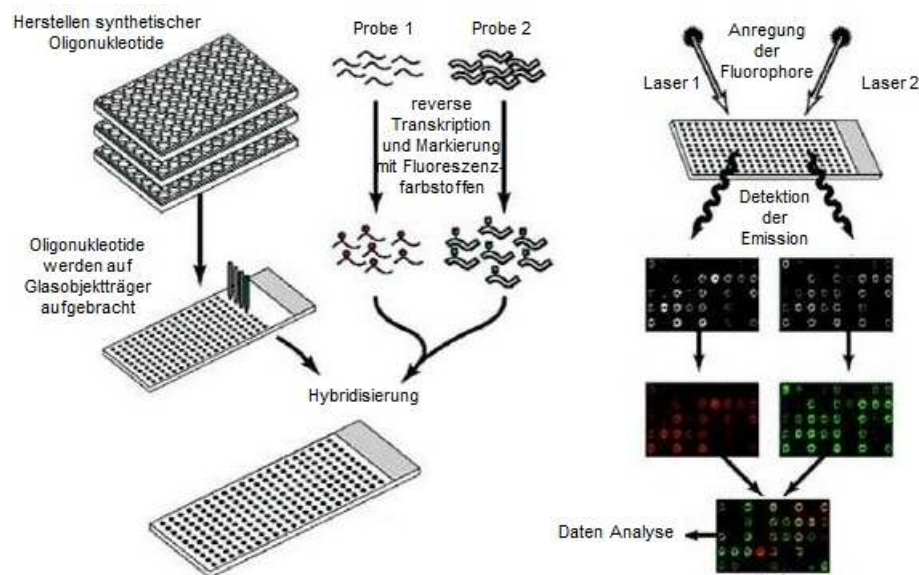 Herstellen synthetischer
Oligonukleotide
Oligonukleotide
werden auf
Glasobjektträger
aufgebracht
Probe 1
Probe 2
reverse
Transkription
und Markierung
mit Fluoreszenz-
farbstoffen
Hybridisierung
Anregung
der
Fluorophore
Laser 1
Laser 2
Detektion
der
Emission
Daten Analyse